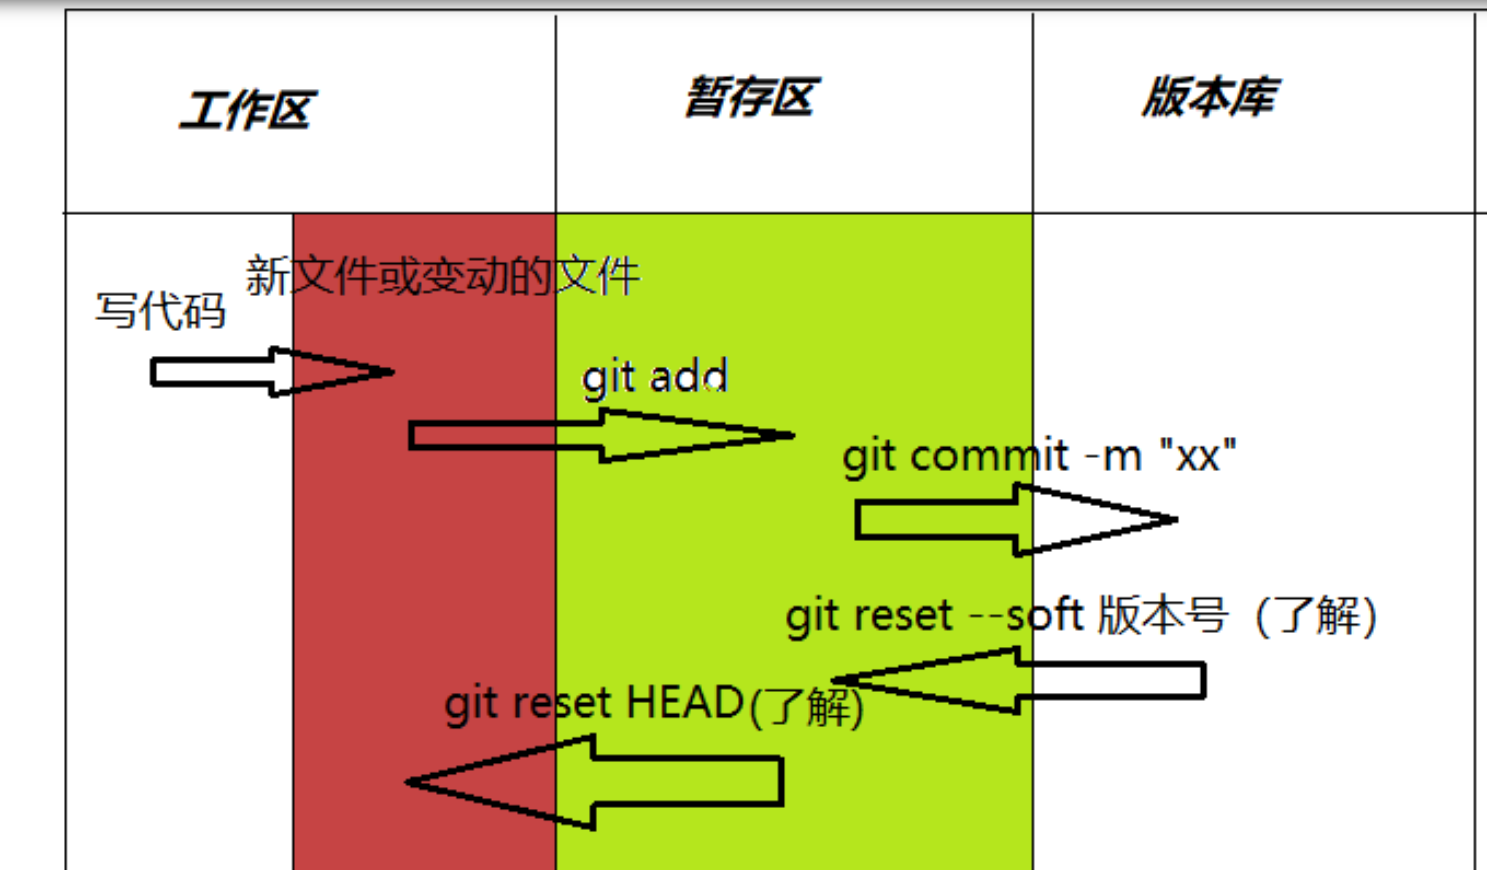 工作区
暂存区
版本库
新文件或变动的文件
写代码
git add
git commit -m "xx"
git reset --soft 版本号（了解）
git reset HEAD(了解)